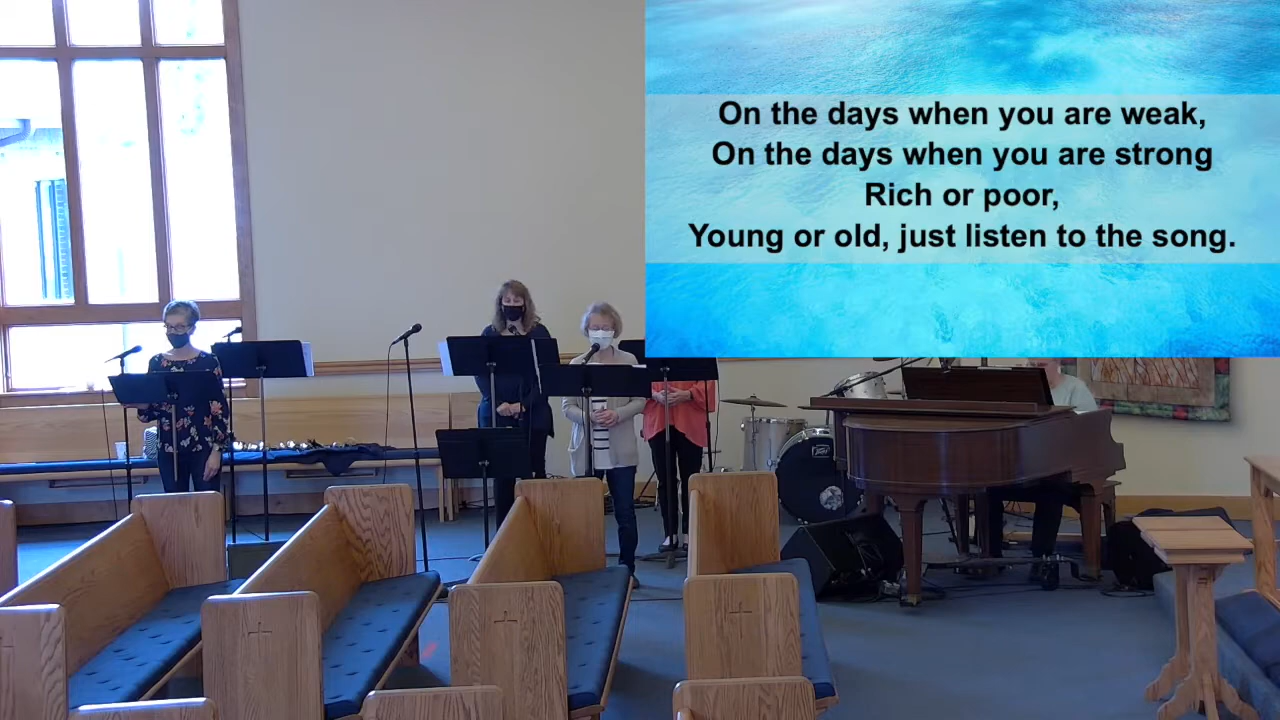 On the days when you are weak,
On the days when you are strong
Rich or poor,
Young or old, just listen to the song.